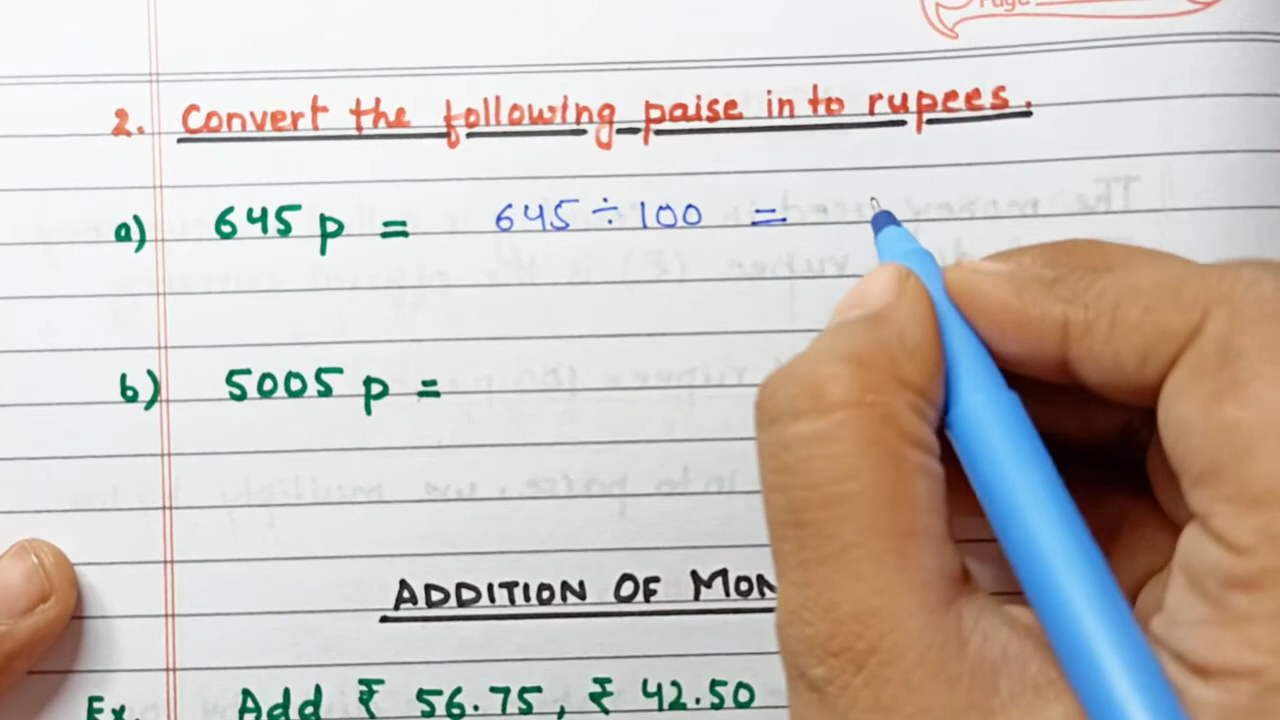 Page
2. Convert the following paise in to rupees.
a) 645 p = 645 ÷ 100 =
b) 5005 p =
ADDITION OF MON
Ex. Add ₹ 56.75, ₹ 42.50